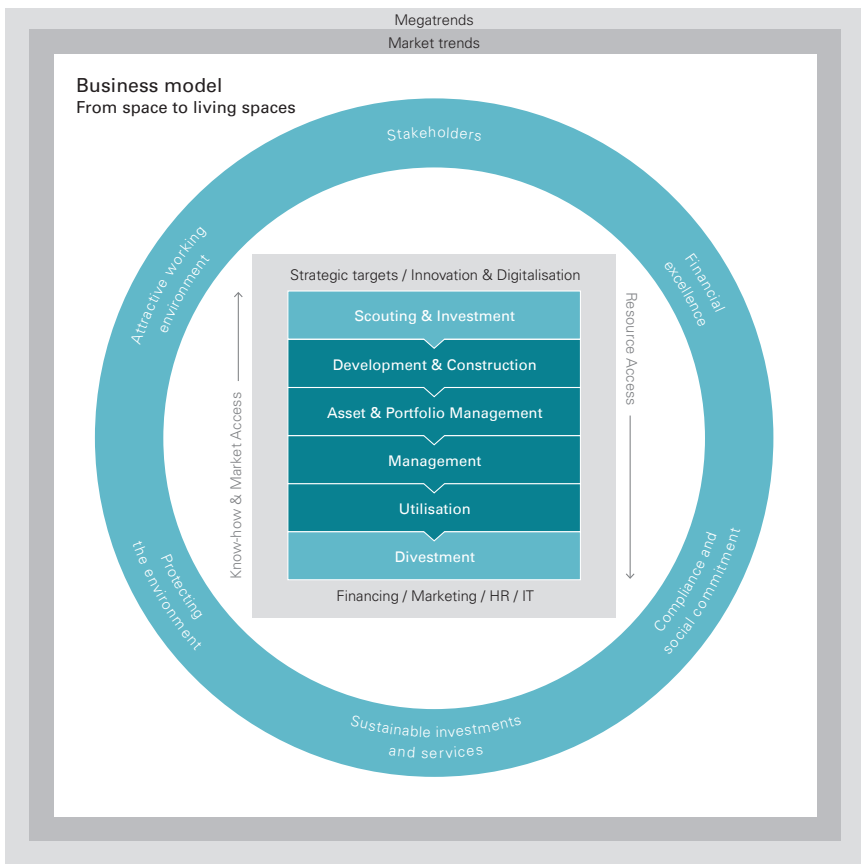 Megatrends
Market trends
Business model
From space to living spaces
Stakeholders
Attractive working
environment
Financial
excellence
Strategic targets / Innovation & Digitalisation
Know-how & Market Access
Scouting & Investment
Development & Construction
Asset & Portfolio Management
Management
Utilisation
Divestment
Resource Access
Financing / Marketing / HR / IT
Protecting
the environment
Compliance and
social commitment
Sustainable investments
and services